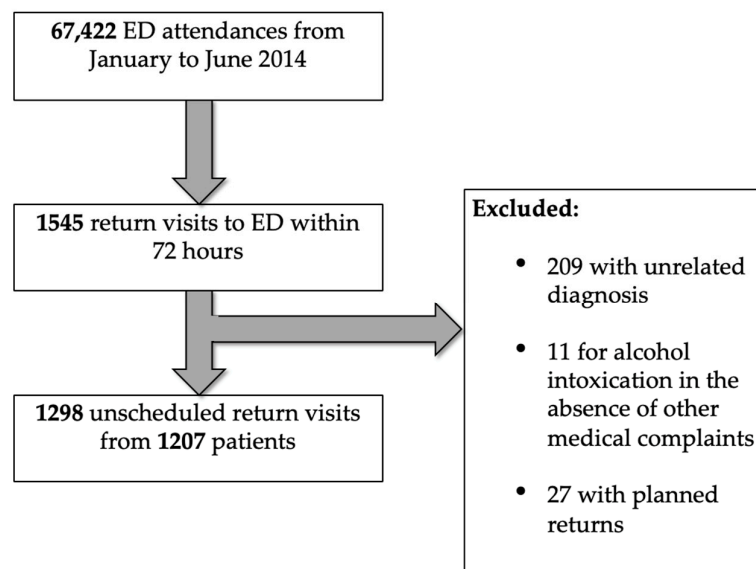 67,422 ED attendances from
January to June 2014
1545 return visits to ED within
72 hours
Excluded:
• 209 with unrelated
diagnosis
• 11 for alcohol
intoxication in the
absence of other
medical complaints
• 27 with planned
returns
1298 unscheduled return visits
from 1207 patients